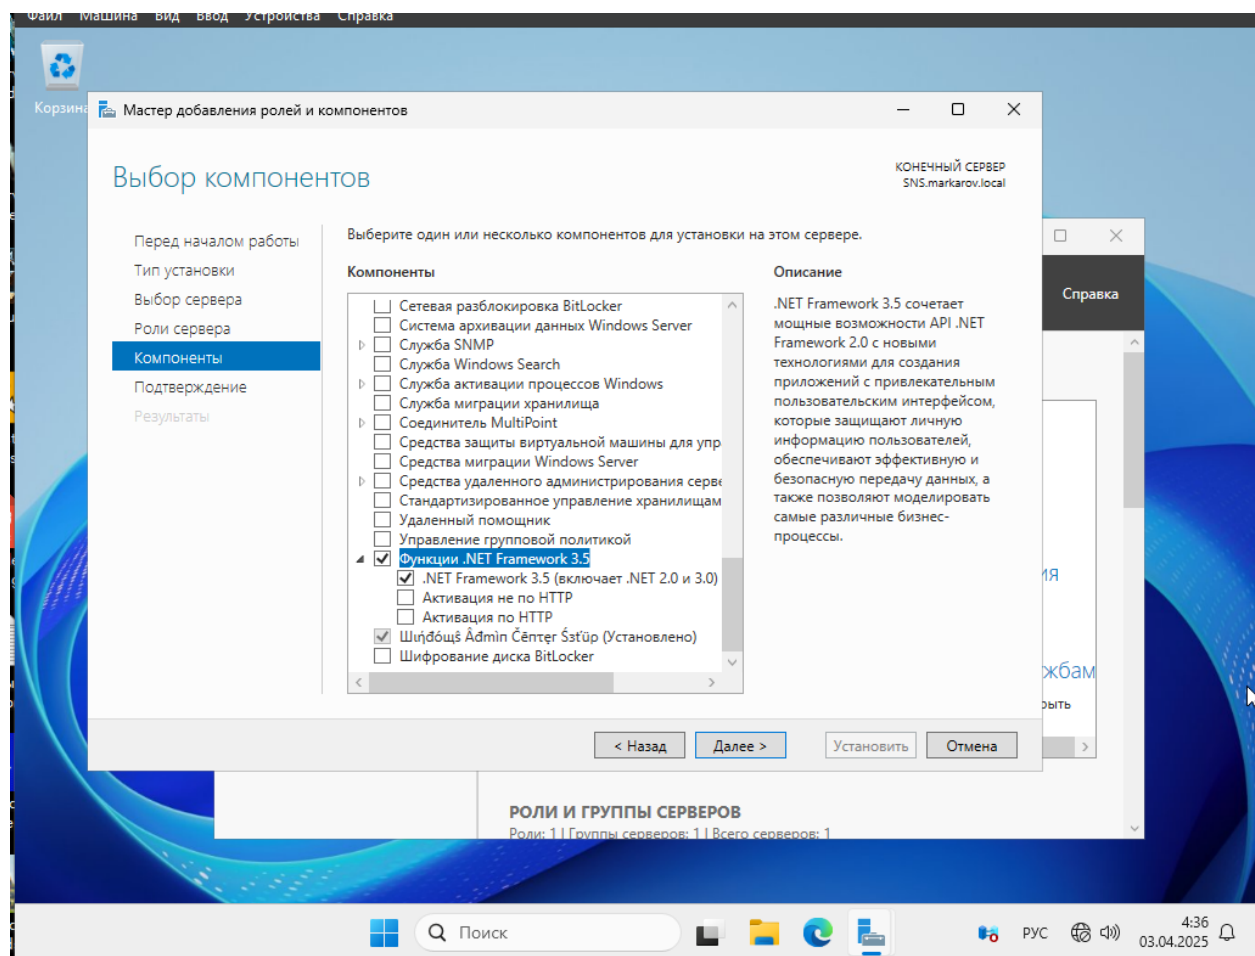 Файл Машина Вид Ввод Устройства Справка
Корзина
Мастер добавления ролей и компонентов
Выбор компонентов
КОНЕЧНЫЙ СЕРВЕР
SNS.markarov.local
Перед началом работы
Тип установки
Выбор сервера
Роли сервера
Компоненты
Подтверждение
Результаты
Выберите один или несколько компонентов для установки на этом сервере.
Компоненты
Сетевая разблокировка BitLocker
Система архивации данных Windows Server
Служба SNMP
Служба Windows Search
Служба активации процессов Windows
Служба миграции хранилища
Соединитель MultiPoint
Средства защиты виртуальной машины для упр
Средства миграции Windows Server
Средства удаленного администрирования серве
Стандартизированное управление хранилищам
Удаленный помощник
Управление групповой политикой
Функции .NET Framework 3.5
.NET Framework 3.5 (включает .NET 2.0 и 3.0)
Активация не по HTTP
Активация по HTTP
(Установлено)
Шифрование диска BitLocker
Описание
.NET Framework 3.5 сочетает
мощные возможности API .NET
Framework 2.0 с новыми
технологиями для создания
приложений с привлекательным
пользовательским интерфейсом,
которые защищают личную
информацию пользователей,
обеспечивают эффективную и
безопасную передачу данных, а
также позволяют моделировать
самые различные бизнес-
процессы.
< Назад
Далее >
Установить
Отмена
Справка
ия
жбам
рыть
РОЛИ И ГРУППЫ СЕРВЕРОВ
Роли: 1 | Группы серверов: 1 | Всего серверов: 1
Поиск
РУС
4:36
03.04.2025